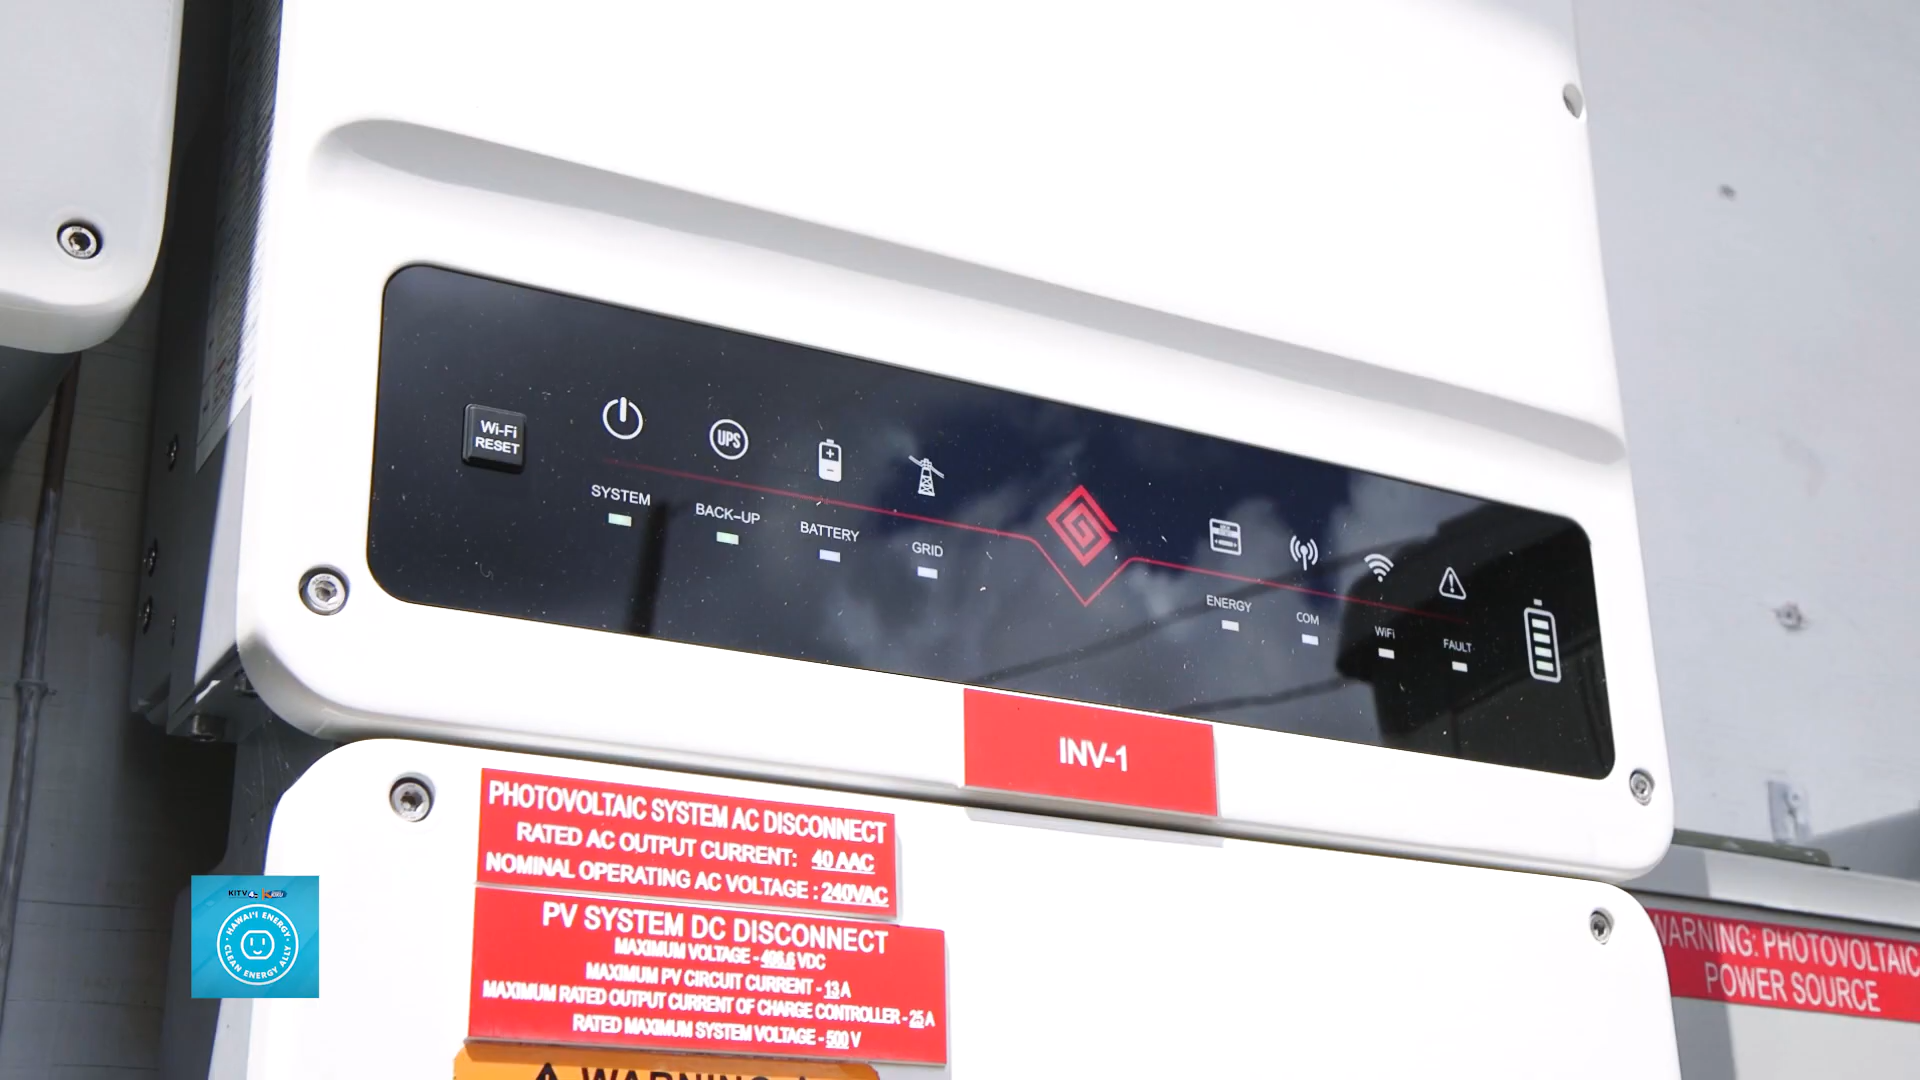 Wi-Fi
RESET
UPS
SYSTEM
BACK-UP
BATTERY
GRID
ENERGY
COM
WiFi
FAULT
INV-1
PHOTOVOLTAIC SYSTEM AC DISCONNECT
RATED AC OUTPUT CURRENT: 40 AAC
NOMINAL OPERATING AC VOLTAGE : 240VAC
PV SYSTEM DC DISCONNECT
MAXIMUM VOLTAGE - VDC
MAXIMUM PV CIRCUIT CURRENT - 13 A
MAXIMUM RATED OUTPUT CURRENT OF CHARGE CONTROLLER - 25 A
RATED MAXIMUM SYSTEM VOLTAGE - 500 V
WARNING
WARNING: PHOTOVOLTAIC
POWER SOURCE
KITV4
HAWAI'I ENERGY
CLEAN ENERGY ALLY